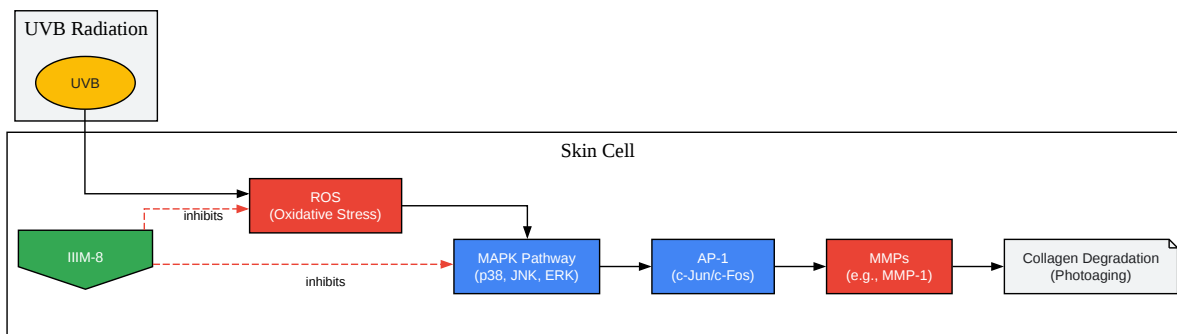 UVB Radiation
UVB
Skin Cell
ROS
(Oxidative Stress)
inhibits
IIIM-8
inhibits
MAPK Pathway
(p38, JNK, ERK)
AP-1
(c-Jun/c-Fos)
MMPs
(e.g., MMP-1)
Collagen Degradation
(Photoaging)